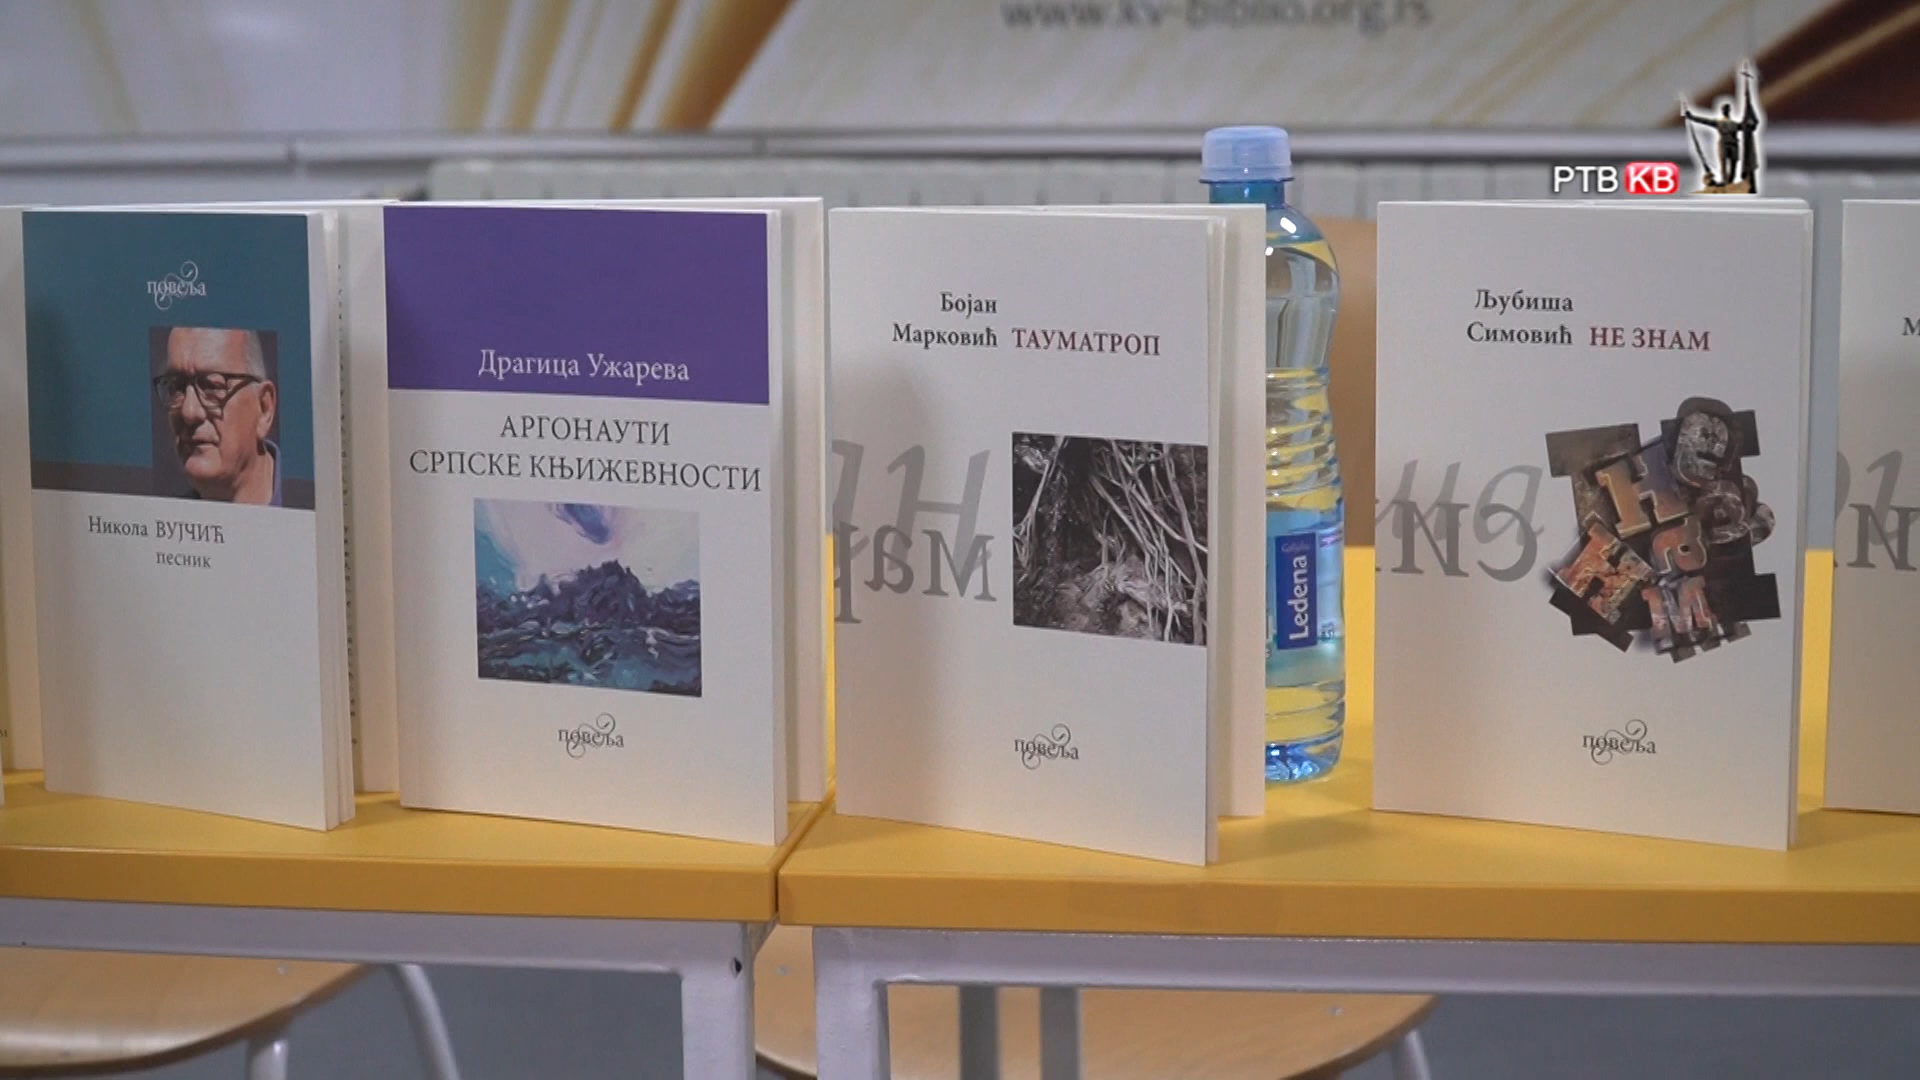 www.kv-biblio.org.rs
РТВ КВ
повеља
Никола ВУЈЧИЋ
песник
Драгица Ужарева
АРГОНАУТИ
СРПСКЕ КЊИЖЕВНОСТИ
повеља
Бојан
Марковић ТАУМАТРОП
повеља
Ledena
Љубиша
Симовић НЕ ЗНАМ
повеља